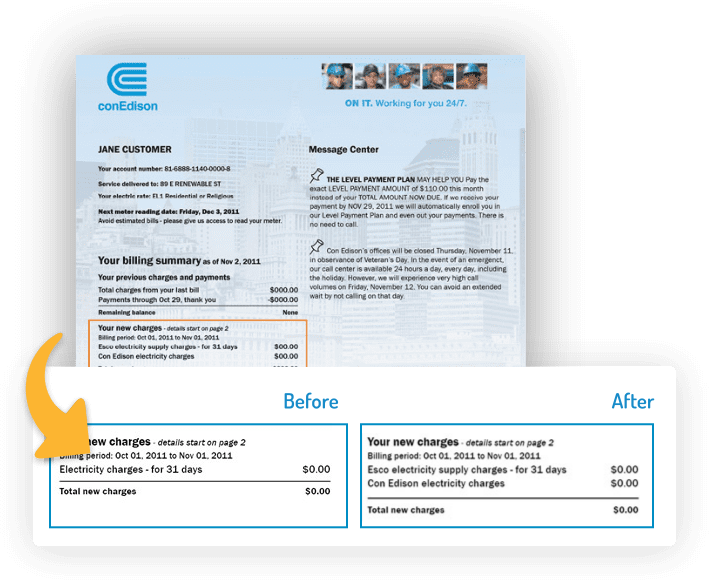 conEdison
ON IT. Working for you 24/7.
JANE CUSTOMER
Your account number: 81-6888-1140-0000-8
Service delivered to: 89 E RENEWABLE ST
Your electric rate: EL1 Residential or Religious
Next meter reading date: Friday, Dec 3, 2011
Avoid estimated bills - please give us access to read your meter.
Your billing summary as of Nov 2, 2011
Your previous charges and payments
Total charges from your last bill $000.00
Payments through Oct 29, thank you -$000.00
Remaining balance None
Your new charges - details start on page 2
Billing period: Oct 01, 2011 to Nov 01, 2011
Esco electricity supply charges - for 31 days $00.00
Con Edison electricity charges $00.00
Message Center
THE LEVEL PAYMENT PLAN MAY HELP YOU Pay the
exact LEVEL PAYMENT AMOUNT of $110.00 this month
instead of your TOTAL AMOUNT NOW DUE. If we receive your
payment by NOV 29, 2011 we will automatically enroll you in
our Level Payment Plan and even out your payments. There is
no need to call.
Con Edison's offices will be closed Thursday, November 11,
in observance of Veteran's Day. In the event of an emergenct,
our call center is available 24 hours a day, every day, including
the holiday. However, we will experience very high call
volumes on Friday, November 12. You can avoid an extended
wait by not calling on that day.
Before
new charges - details start on page 2
Billing period: Oct 01, 2011 to Nov 01, 2011
Electricity charges - for 31 days $0.00
Total new charges $0.00
After
Your new charges - details start on page 2
Billing period: Oct 01, 2011 to Nov 01, 2011
Esco electricity supply charges - for 31 days $0.00
Con Edison electricity charges $0.00
Total new charges $0.00